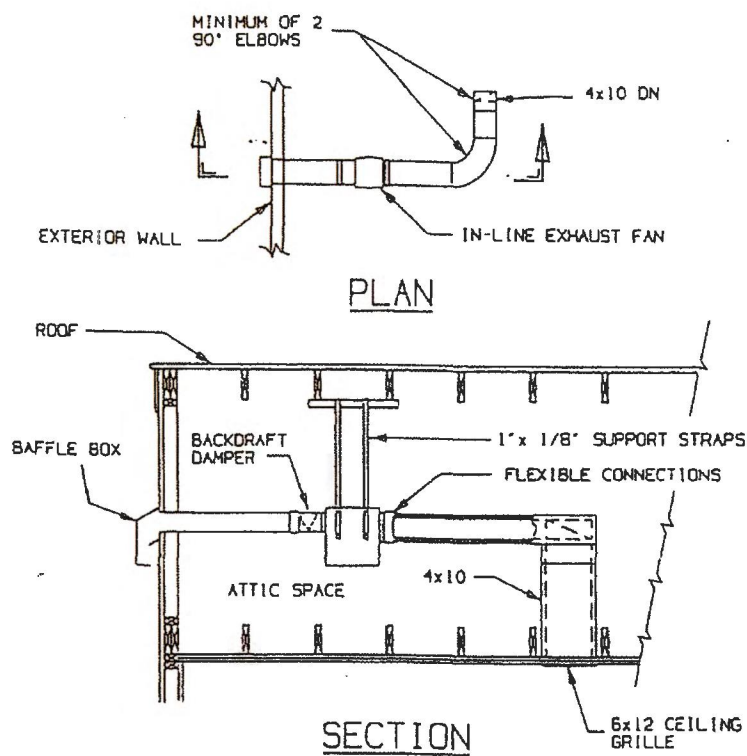 MINIMUM OF 2
90° ELBOWS
4x10 DN
EXTERIOR WALL
IN-LINE EXHAUST FAN
PLAN
ROOF
BAFFLE BOX
BACKDRAFT
DAMPER
1"x 1/8" SUPPORT STRAPS
FLEXIBLE CONNECTIONS
4x10
ATTIC SPACE
6x12 CEILING
GRILLE
SECTION